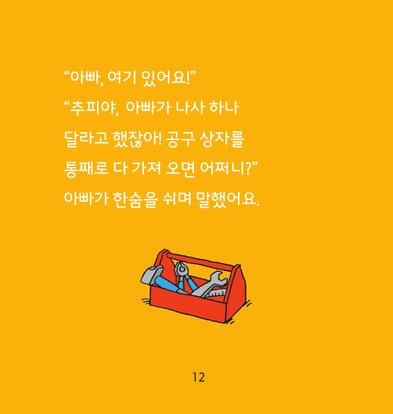 “아빠, 여기 있어요!”
“추피야, 아빠가 나사 하나
달라고 했잖아! 공구 상자를
통째로 다 가져 오면 어쩌니?”
아빠가 한숨을 쉬며 말했어요.
12